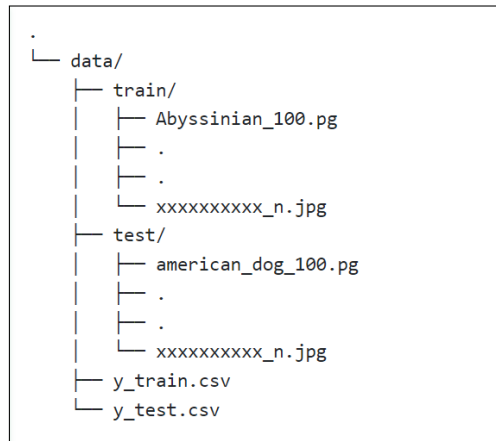 .
└── data/
    ├── train/
    │   ├── Abyssinian_100.pg
    │   ├── .
    │   ├── .
    │   └── xxxxxxxxxx_n.jpg
    ├── test/
    │   ├── american_dog_100.pg
    │   ├── .
    │   ├── .
    │   └── xxxxxxxxxx_n.jpg
    ├── y_train.csv
    └── y_test.csv